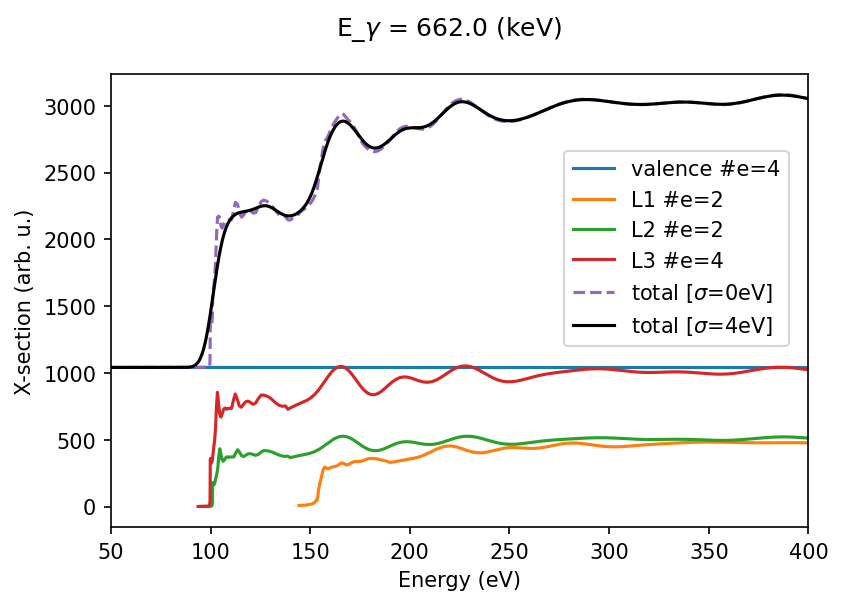 E_γ = 662.0 (keV)
X-section (arb. u.)
3000
2500
2000
1500
1000
500
0
valence #e=4
L1 #e=2
L2 #e=2
L3 #e=4
total [σ=0eV]
total [σ=4eV]
50 100 150 200 250 300 350 400
Energy (eV)